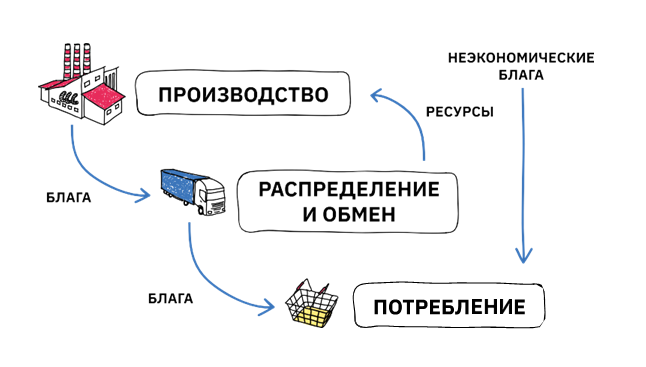 НЕЭКОНОМИЧЕСКИЕ
БЛАГА
ПРОИЗВОДСТВО
РЕСУРСЫ
БЛАГА
РАСПРЕДЕЛЕНИЕ
И ОБМЕН
БЛАГА
ПОТРЕБЛЕНИЕ